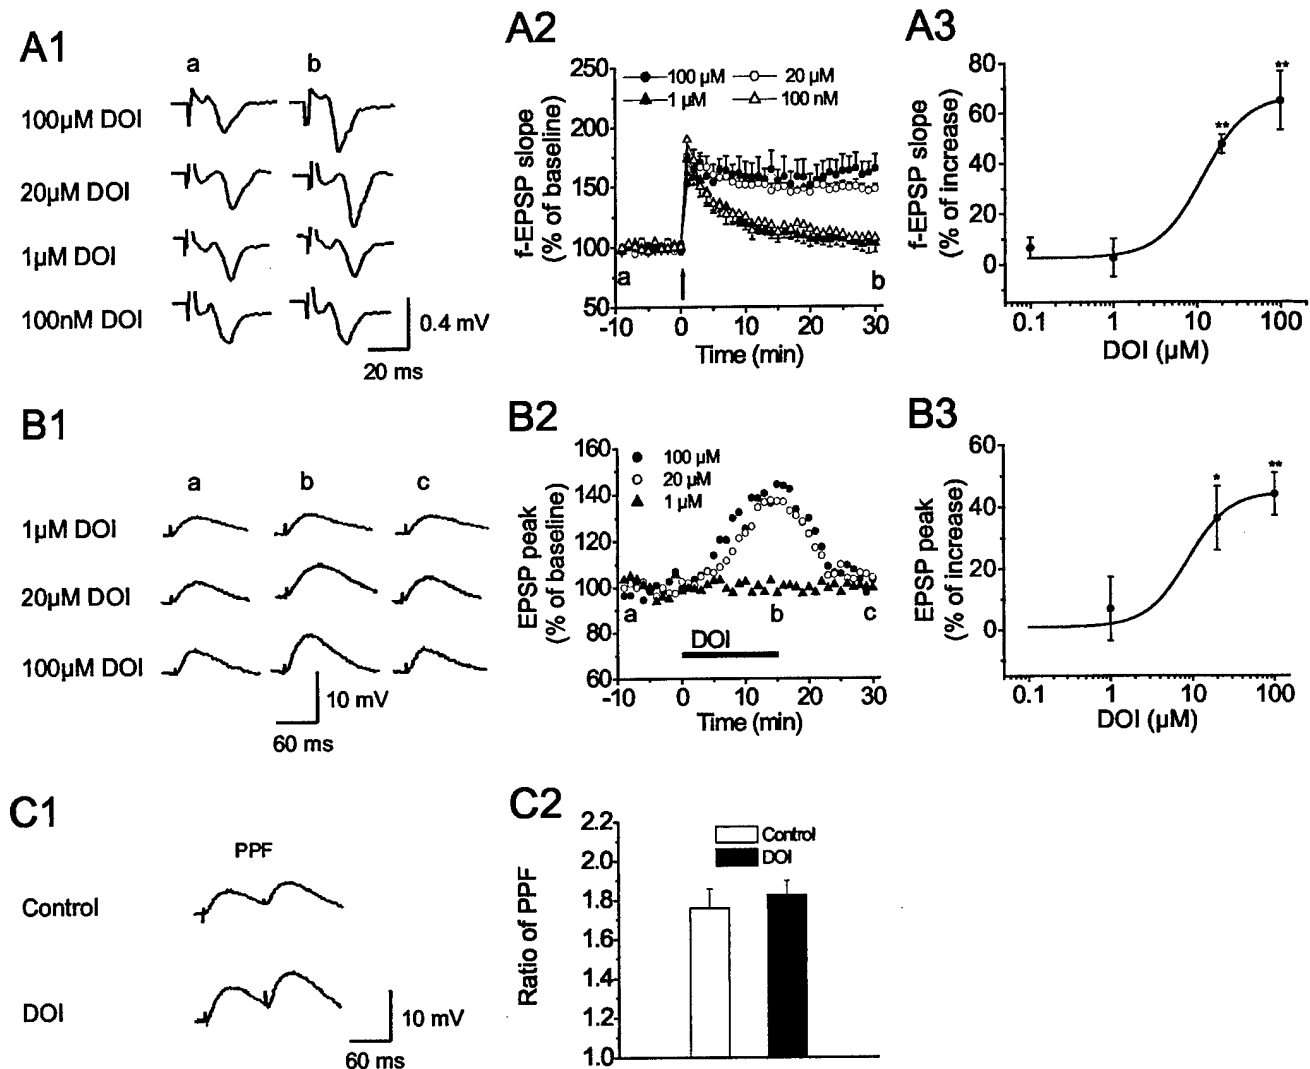 A1
a b
100µM DOI
20µM DOI
1µM DOI
100nM DOI
0.4 mV
20 ms
A2
f-EPSP slope
(% of baseline)
250
200
150
100
50
100 µM 20 µM
1 µM 100 nM
a b
-10 0 10 20 30
Time (min)
A3
f-EPSP slope
(% of increase)
80
60
40
20
0
**
**
0.1 1 10 100
DOI (µM)
B1
a b c
1µM DOI
20µM DOI
100µM DOI
10 mV
60 ms
B2
EPSP peak
(% of baseline)
160
140
120
100
80
60
100 µM
20 µM
1 µM
a b c
DOI
-10 0 10 20 30
Time (min)
B3
EPSP peak
(% of increase)
60
40
20
0
*
**
0.1 1 10 100
DOI (µM)
C1
PPF
Control
DOI
10 mV
60 ms
C2
Ratio of PPF
2.2
2.0
1.8
1.6
1.4
1.2
1.0
Control
DOI